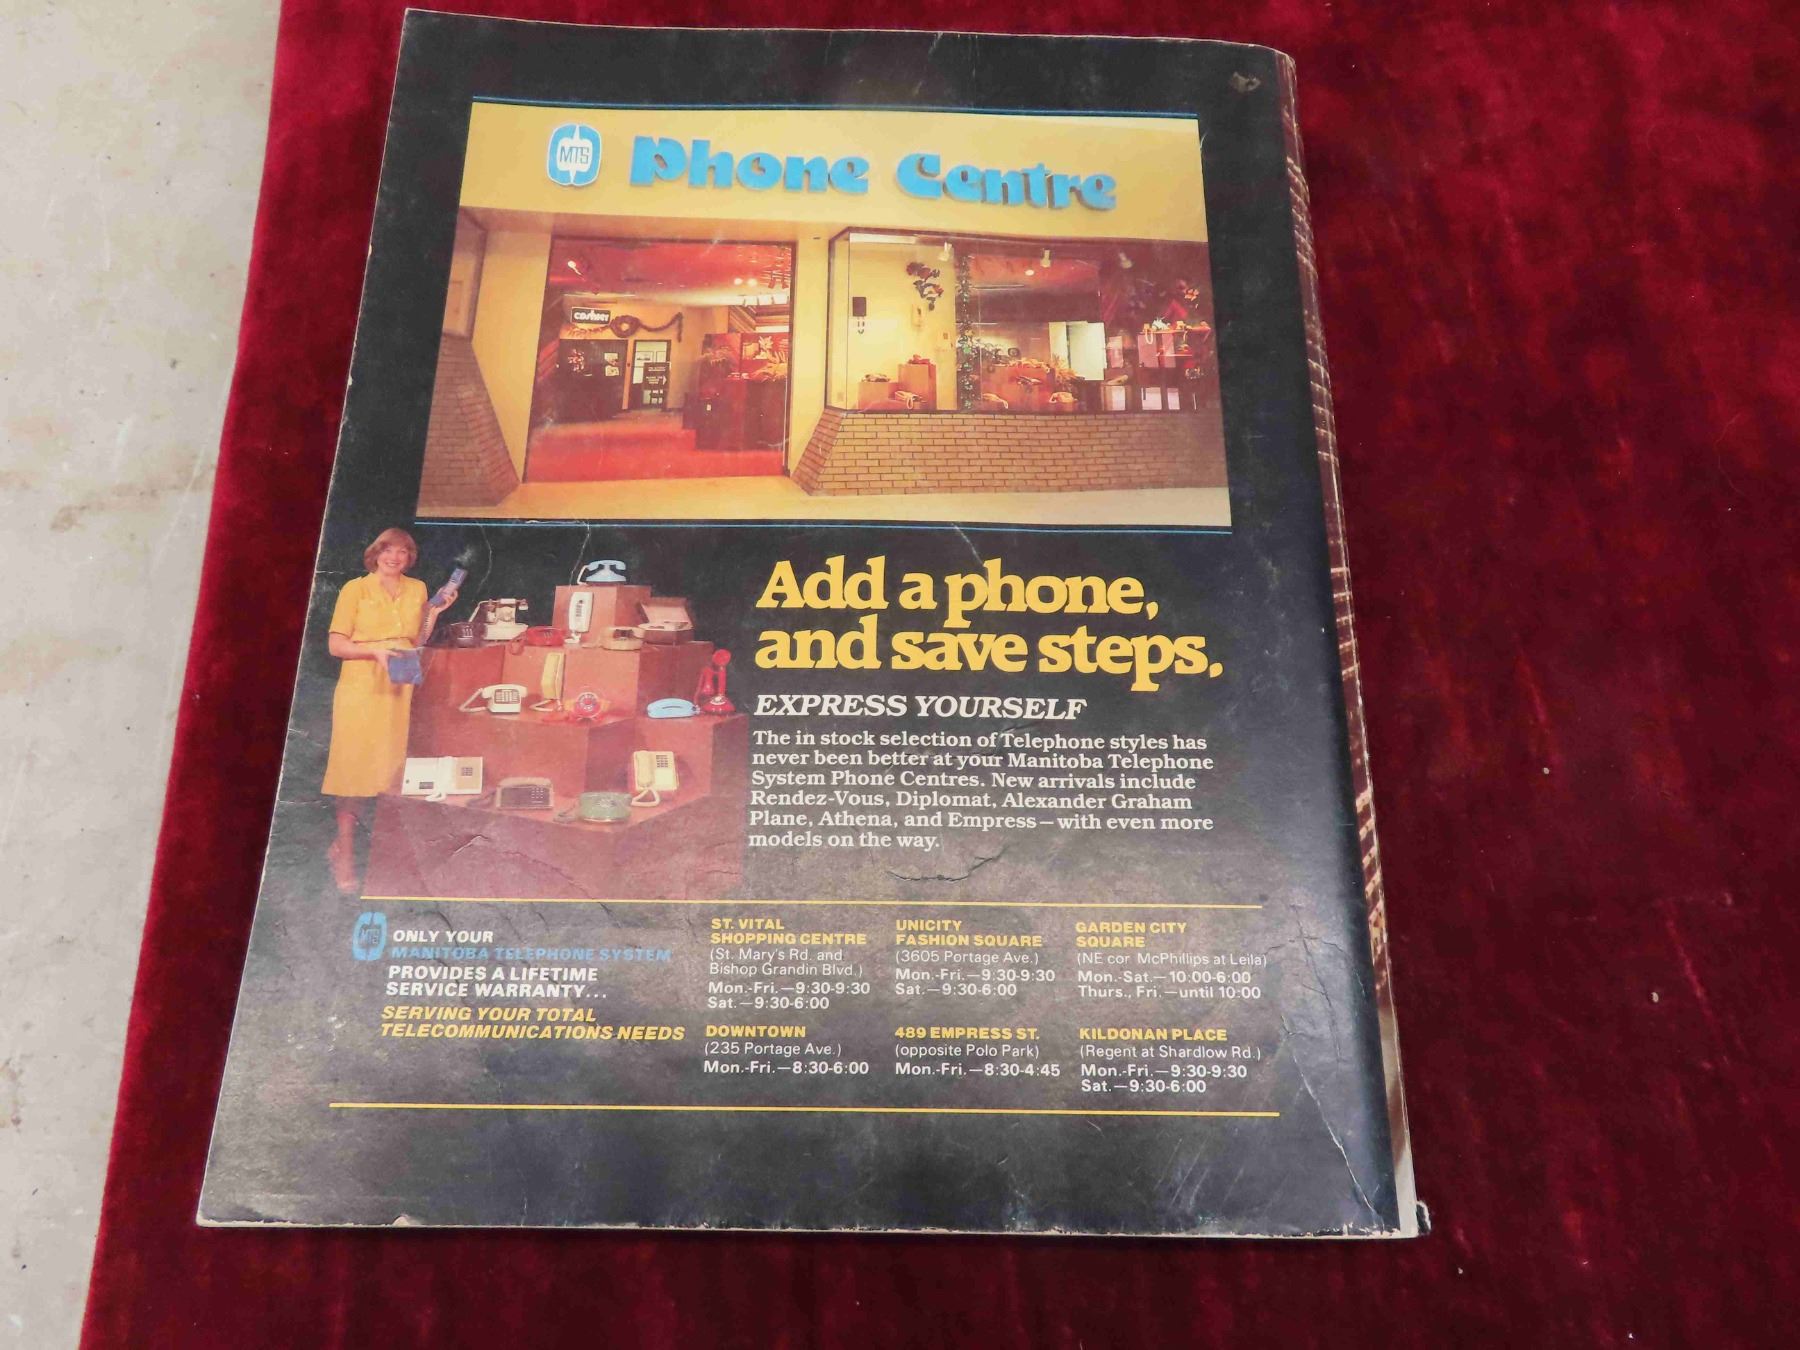 MTS Phone Centre
cashier
Add a phone,
and save steps.
EXPRESS YOURSELF
The in stock selection of Telephone styles has
never been better at your Manitoba Telephone
System Phone Centres. New arrivals include
Rendez-Vous, Diplomat, Alexander Graham
Plane, Athena, and Empress—with even more
models on the way.
MTS
ONLY YOUR
MANITOBA TELEPHONE SYSTEM
PROVIDES A LIFETIME
SERVICE WARRANTY...
SERVING YOUR TOTAL
TELECOMMUNICATIONS NEEDS
ST. VITAL
SHOPPING CENTRE
(St. Mary's Rd. and
Bishop Grandin Blvd.)
Mon.-Fri.—9:30-9:30
Sat.—9:30-6:00
UNICITY
FASHION SQUARE
(3605 Portage Ave.)
Mon.-Fri.—9:30-9:30
Sat.—9:30-6:00
GARDEN CITY
SQUARE
(NE cor McPhillips at Leila)
Mon.-Sat.—10:00-6:00
Thurs., Fri.—until 10:00
DOWNTOWN
(235 Portage Ave.)
Mon.-Fri.—8:30-6:00
489 EMPRESS ST.
(opposite Polo Park)
Mon.-Fri.—8:30-4:45
KILDONAN PLACE
(Regent at Shardlow Rd.)
Mon.-Fri.—9:30-9:30
Sat.—9:30-6:00